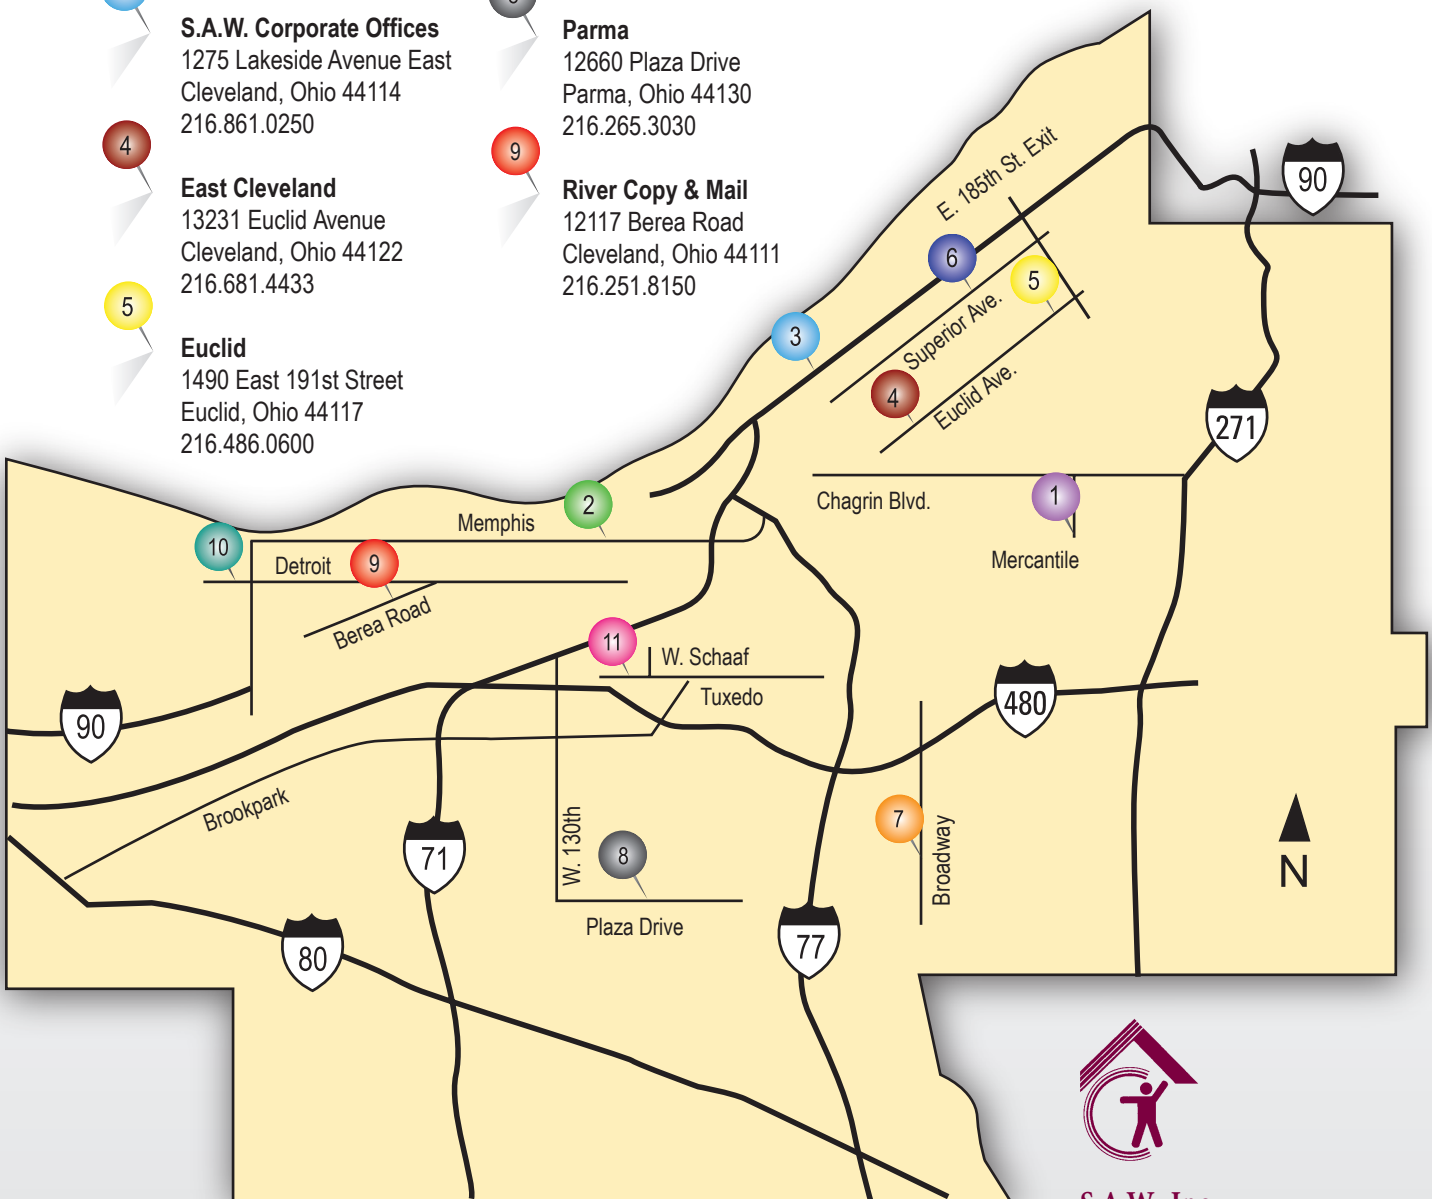 S.A.W. Corporate Offices
1275 Lakeside Avenue East
Cleveland, Ohio 44114
216.861.0250
4
East Cleveland
13231 Euclid Avenue
Cleveland, Ohio 44122
216.681.4433
5
Euclid
1490 East 191st Street
Euclid, Ohio 44117
216.486.0600
Parma
12660 Plaza Drive
Parma, Ohio 44130
216.265.3030
9
River Copy & Mail
12117 Berea Road
Cleveland, Ohio 44111
216.251.8150
E. 185th St. Exit
90
6
5
3
Superior Ave.
4
Euclid Ave.
271
2
1
Chagrin Blvd.
Memphis
10
Detroit
9
Mercantile
Berea Road
11
W. Schaaf
Tuxedo
480
90
Brookpark
W. 130th
7
Broadway
71
8
N
Plaza Drive
77
80